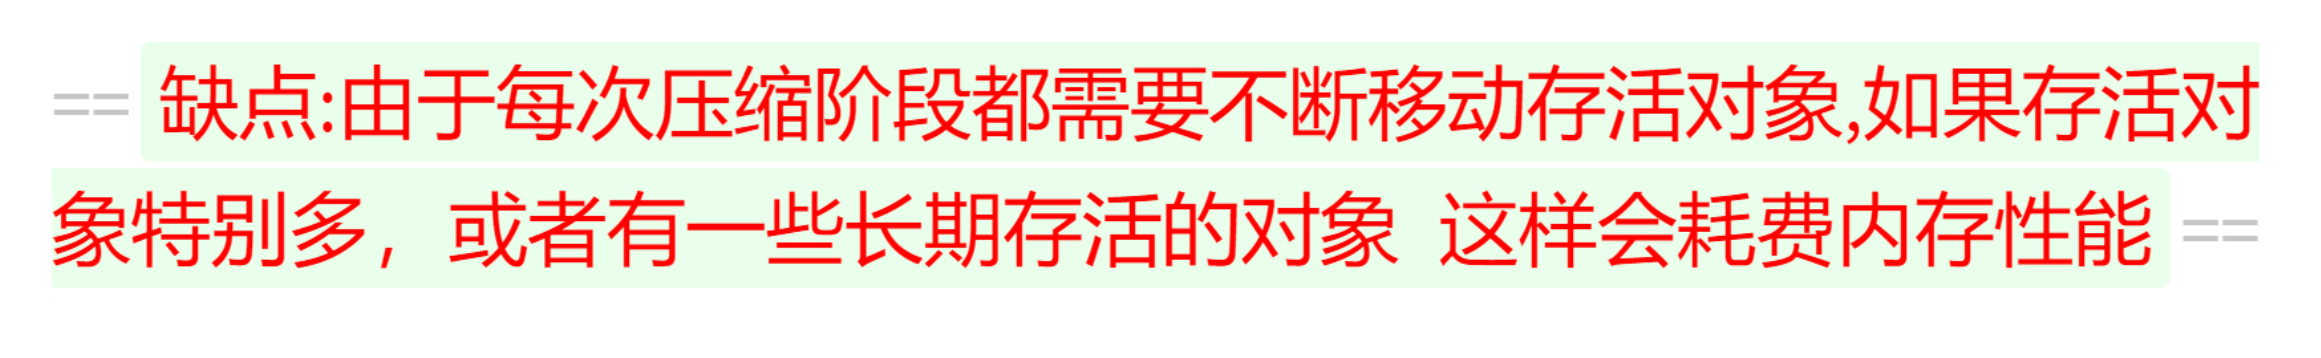 == 缺点:由于每次压缩阶段都需要不断移动存活对象,如果存活对
象特别多，或者有一些长期存活的对象 这样会耗费内存性能 ==